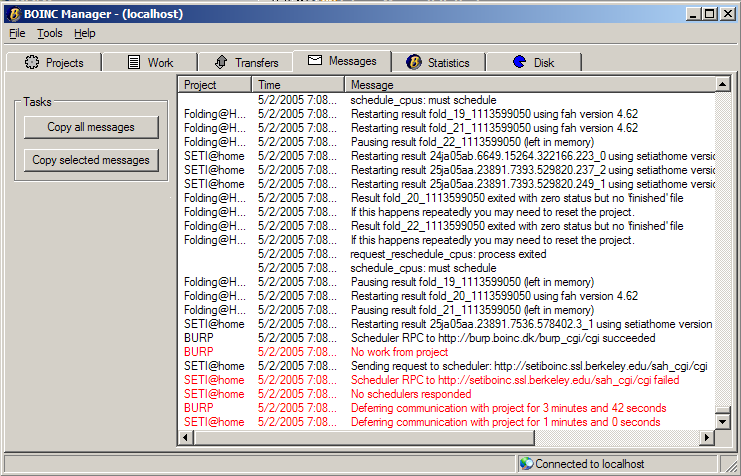 BOINC Manager - (localhost)
File Tools Help
Projects Work Transfers Messages Statistics Disk
Tasks
Copy all messages
Copy selected messages
Project Time Message
5/2/2005 7:08... schedule_cpus: must schedule
Folding@H... 5/2/2005 7:08... Restarting result fold_19_1113599050 using fah version 4.62
Folding@H... 5/2/2005 7:08... Restarting result fold_21_1113599050 using fah version 4.62
Folding@H... 5/2/2005 7:08... Pausing result fold_22_1113599050 (left in memory)
SETI@home 5/2/2005 7:08... Restarting result 24ja05ab.6649.15264.322166.223_0 using setiathome versio
SETI@home 5/2/2005 7:08... Restarting result 25ja05aa.23891.7393.529820.237_2 using setiathome versio
SETI@home 5/2/2005 7:08... Restarting result 25ja05aa.23891.7393.529820.249_1 using setiathome versio
Folding@H... 5/2/2005 7:08... Result fold_20_1113599050 exited with zero status but no 'finished' file
Folding@H... 5/2/2005 7:08... If this happens repeatedly you may need to reset the project.
Folding@H... 5/2/2005 7:08... Result fold_22_1113599050 exited with zero status but no 'finished' file
Folding@H... 5/2/2005 7:08... If this happens repeatedly you may need to reset the project.
5/2/2005 7:08... request_reschedule_cpus: process exited
5/2/2005 7:08... schedule_cpus: must schedule
Folding@H... 5/2/2005 7:08... Pausing result fold_19_1113599050 (left in memory)
Folding@H... 5/2/2005 7:08... Restarting result fold_20_1113599050 using fah version 4.62
Folding@H... 5/2/2005 7:08... Pausing result fold_21_1113599050 (left in memory)
SETI@home 5/2/2005 7:08... Restarting result 25ja05aa.23891.7536.578402.3_1 using setiathome version
BURP 5/2/2005 7:08... Scheduler RPC to http://burp.boinc.dk/burp_cgi/cgi succeeded
BURP 5/2/2005 7:08... No work from project
SETI@home 5/2/2005 7:08... Sending request to scheduler: http://setiboinc.ssl.berkeley.edu/sah_cgi/cgi
SETI@home 5/2/2005 7:08... Scheduler RPC to http://setiboinc.ssl.berkeley.edu/sah_cgi/cgi failed
SETI@home 5/2/2005 7:08... No schedulers responded
BURP 5/2/2005 7:08... Deferring communication with project for 3 minutes and 42 seconds
SETI@home 5/2/2005 7:08... Deferring communication with project for 1 minutes and 0 seconds
Connected to localhost